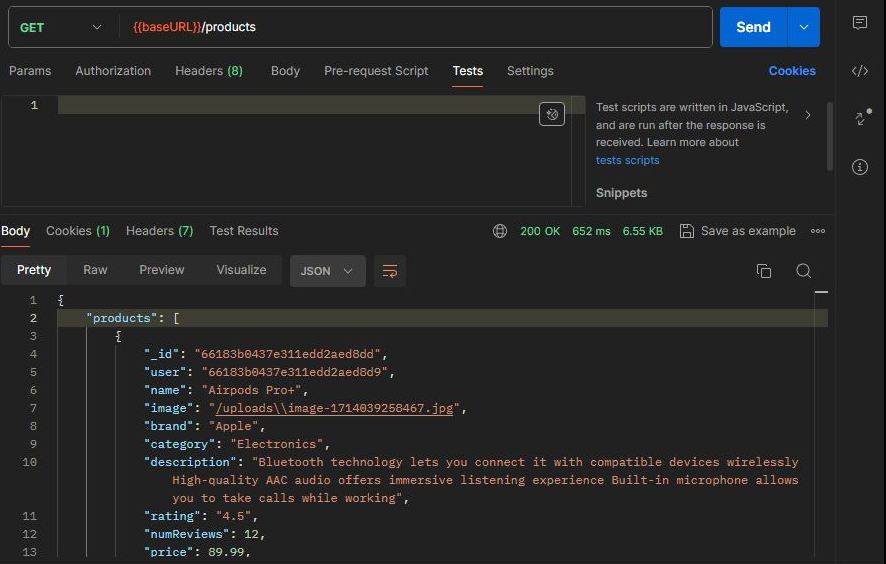 GET {{baseURL}}/products Send
Params Authorization Headers (8) Body Pre-request Script Tests Settings Cookies
1
Test scripts are written in JavaScript,
and are run after the response is
received. Learn more about
tests scripts
Snippets
Body Cookies (1) Headers (7) Test Results 200 OK 652 ms 6.55 KB Save as example
Pretty Raw Preview Visualize JSON
1 {
2 "products": [
3 {
4 "_id": "66183b0437e311edd2aed8dd",
5 "user": "66183b0437e311edd2aed8d9",
6 "name": "Airpods Pro+",
7 "image": "/uploads\\image-1714039258467.jpg",
8 "brand": "Apple",
9 "category": "Electronics",
10 "description": "Bluetooth technology lets you connect it with compatible devices wirelessly
High-quality AAC audio offers immersive listening experience Built-in microphone allows
you to take calls while working",
11 "rating": "4.5",
12 "numReviews": 12,
13 "price": 89.99,